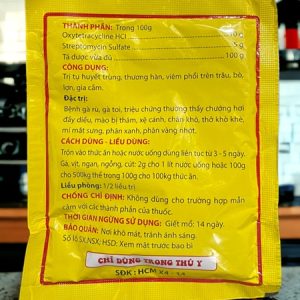 THÀNH PHẦN: Trong 100g
Oxytetracycline HCl
Streptomycin Sulfate 5 g
Tá dược vừa đủ 100 g
CÔNG DỤNG:
Trị tụ huyết trùng, thương hàn, viêm phổi trên trâu, bò,
lợn, gia cầm.
Đặc trị:
Bệnh gà rù, gà toi, triệu chứng thường thấy chướng hơi
đầy diều, mào bị thâm, kệ cánh, chán khô, thở khò khè,
mí mắt sưng, phân xanh, phân vàng nhớt.
CÁCH DÙNG - LIỀU DÙNG:
Trộn vào thức ăn hoặc nước uống dùng liên tục từ 3 - 5 ngày.
Gà, vịt, ngan, ngỗng, cút: 2g cho 1 lít nước uống hoặc 100g
cho 500kg thể trọng 100g cho 100kg thức ăn.
Liều phòng: 1/2 liều trị.
CHỐNG CHỈ ĐỊNH: Không dùng cho trường hợp mẫn
cảm với các thành phần của thuốc.
THỜI GIAN NGỪNG SỬ DỤNG: Giết mổ: 14 ngày.
BẢO QUẢN: Nơi khô mát, tránh ánh sáng.
Số lô SX, NSX, HSD: Xem mặt trước bao bì
CHỈ DÙNG TRONG THÚ Y
SĐK: HCM